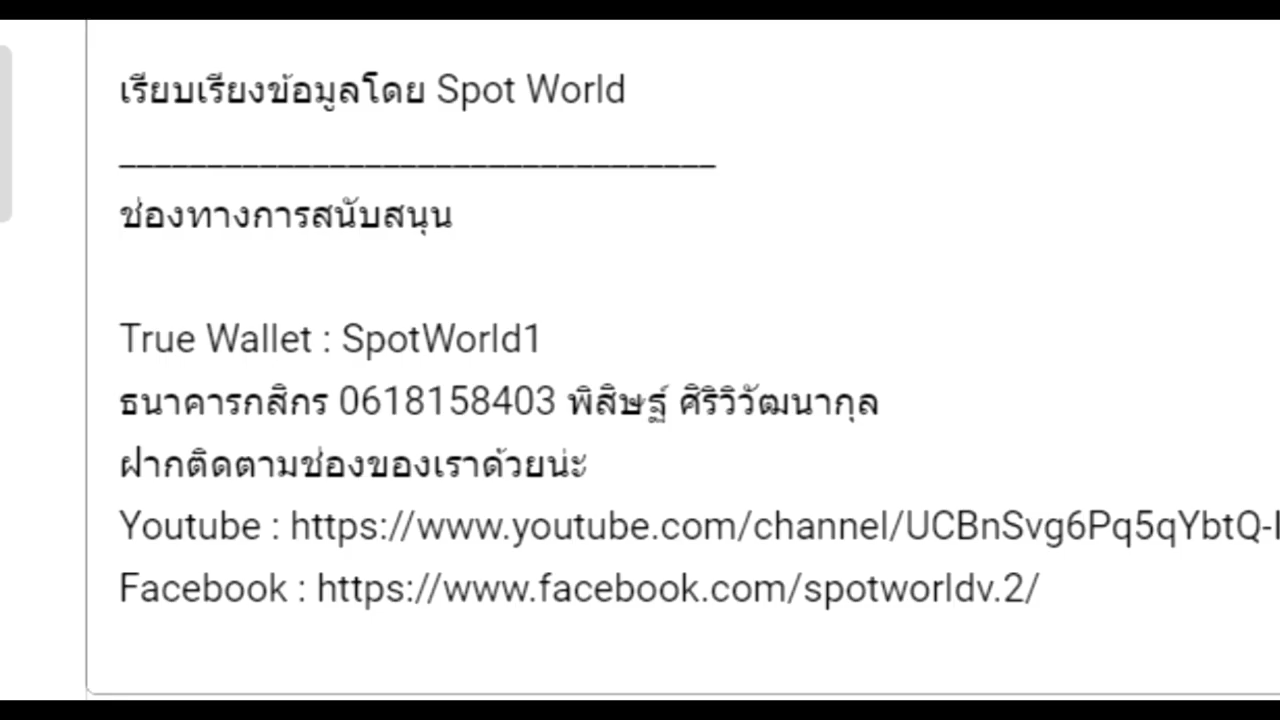 เรียบเรียงข้อมูลโดย Spot World
__________________________________
ช่องทางการสนับสนุน
True Wallet : SpotWorld1
ธนาคารกสิกร 0618158403 พิสิษฐ์ ศิริวิวัฒนากุล
ฝากติดตามช่องของเราด้วยน่ะ
Youtube : https://www.youtube.com/channel/UCBnSvg6Pq5qYbtQ-
Facebook : https://www.facebook.com/spotworldv.2/